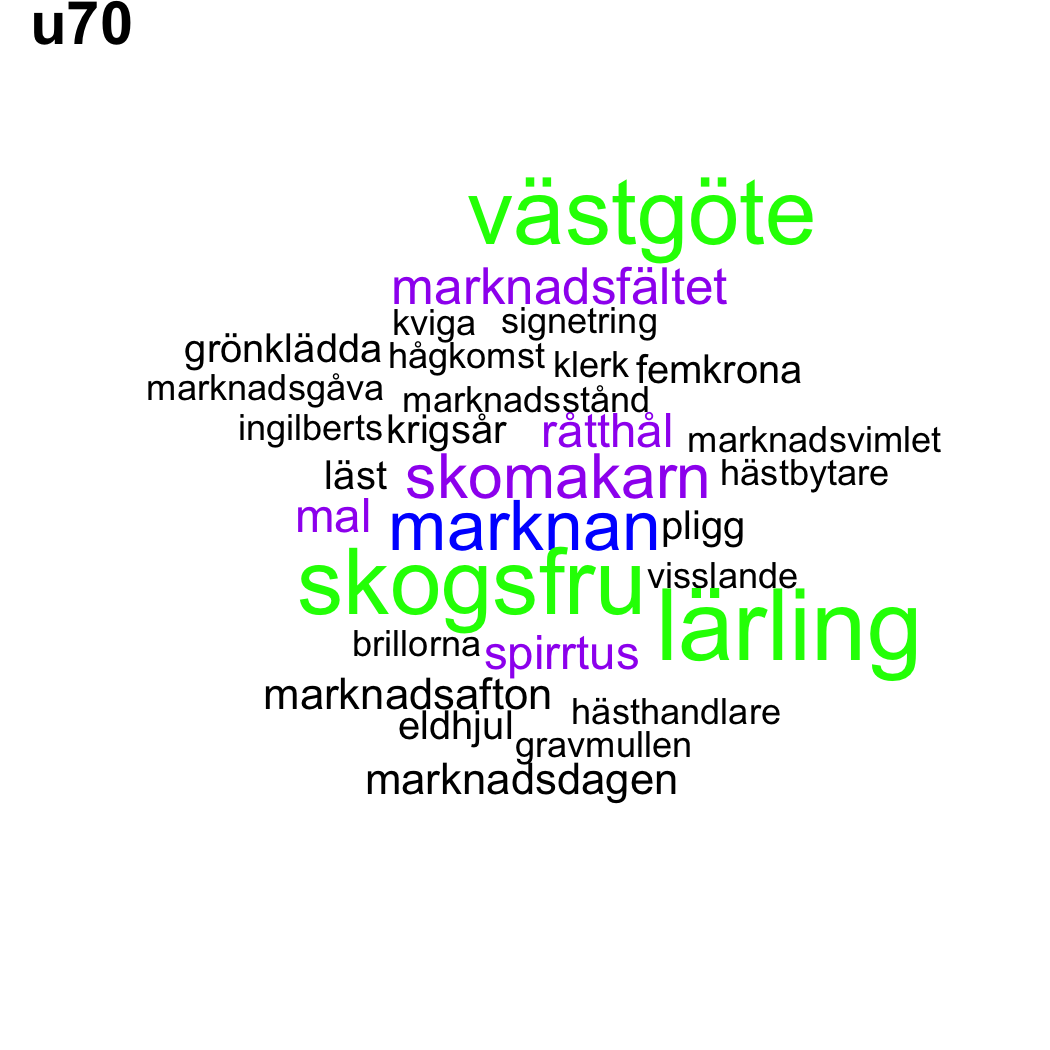 u70
västgöte
marknadsfältet
kviga signetring
grönklädda hågkomst klerk femkrona
marknadsgåva marknadsstånd
ingilberts krigsår råtthål marknadsvimlet
läst skomakarn hästbytare
mal marknan pligg
skogsfru visslande
lärling
brillorna spirrtus
marknadsafton hästhandlare
eldhjul gravmullen
marknadsdagen